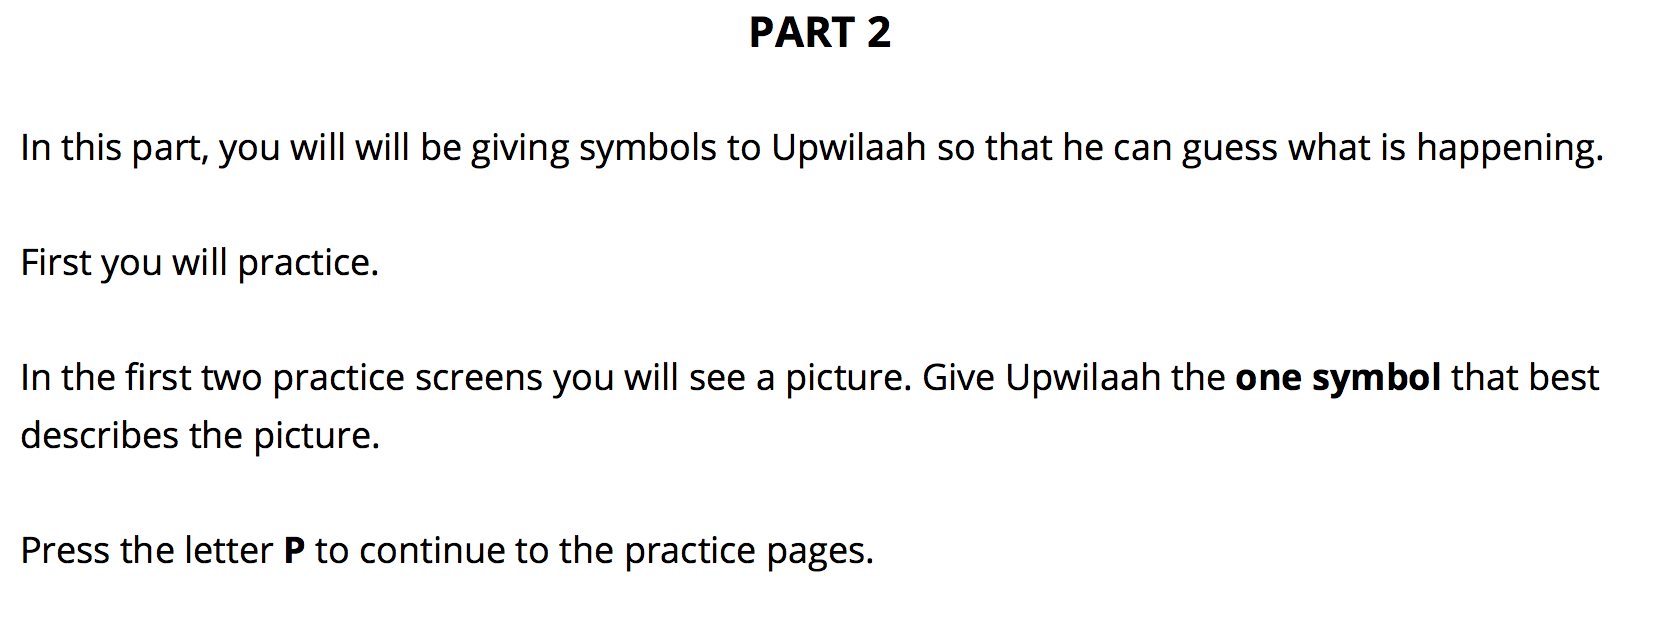 PART 2
In this part, you will will be giving symbols to Upwilaah so that he can guess what is happening.
First you will practice.
In the first two practice screens you will see a picture. Give Upwilaah the one symbol that best
describes the picture.
Press the letter P to continue to the practice pages.